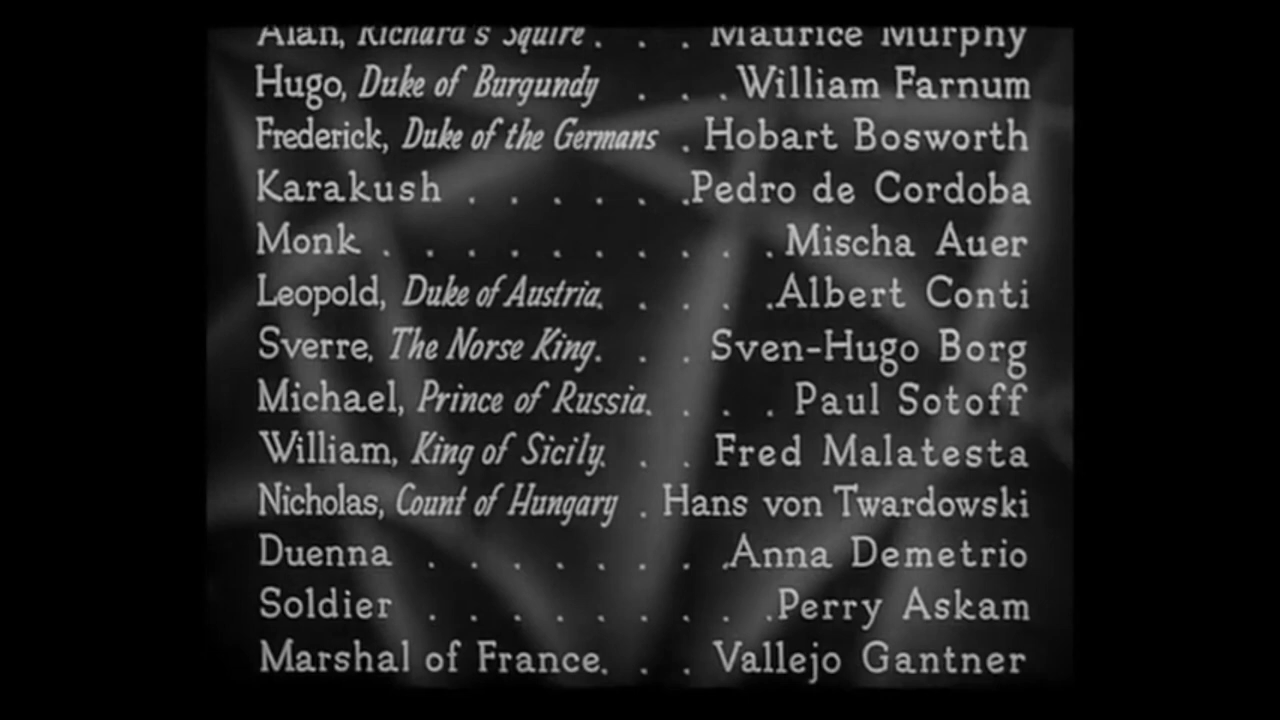 Alan, Richard's Squire . . . Maurice Murphy
Hugo, Duke of Burgundy . . . William Farnum
Frederick, Duke of the Germans . Hobart Bosworth
Karakush . . . . . . Pedro de Cordoba
Monk . . . . . . . . . . Mischa Auer
Leopold, Duke of Austria. . . . . Albert Conti
Sverre, The Norse King. . . Sven-Hugo Borg
Michael, Prince of Russia. . . . Paul Sotoff
William, King of Sicily. . . Fred Malatesta
Nicholas, Count of Hungary . Hans von Twardowski
Duenna . . . . . . . . Anna Demetrio
Soldier . . . . . . . . . Perry Askam
Marshal of France. . . Vallejo Gantner